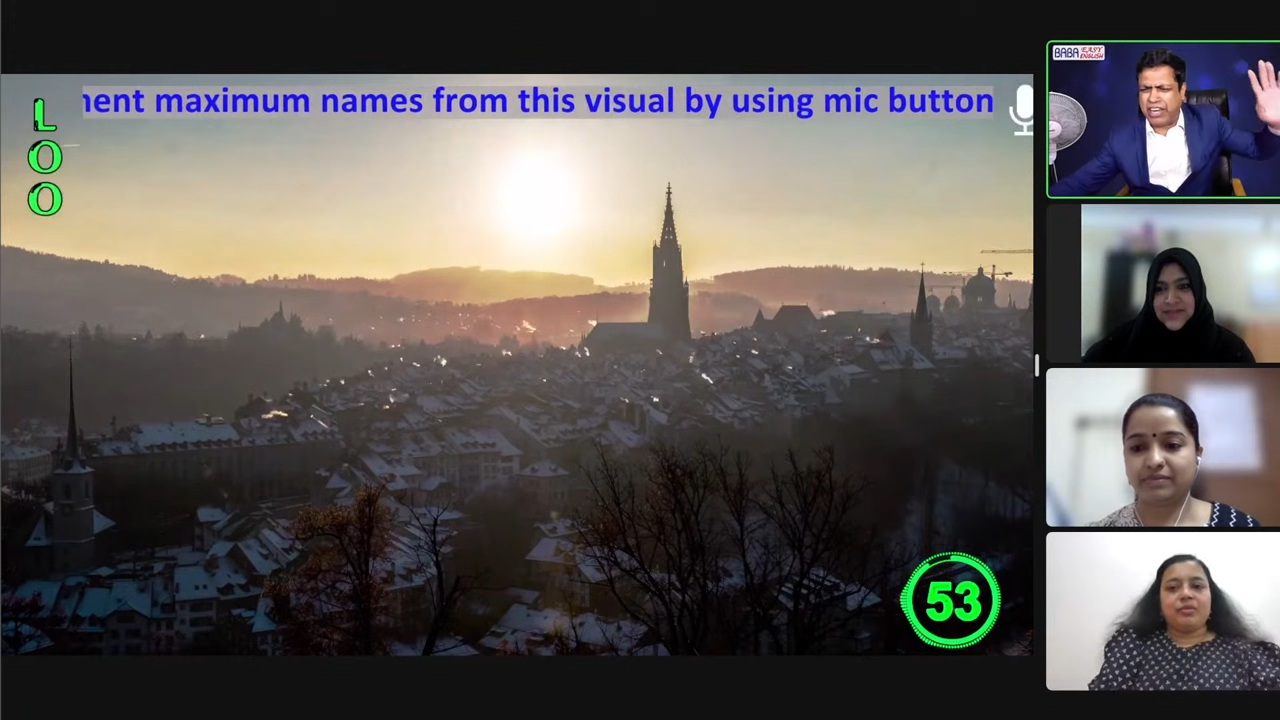 nent maximum names from this visual by using mic button
L
O
O
53
BABA EASY ENGLISH